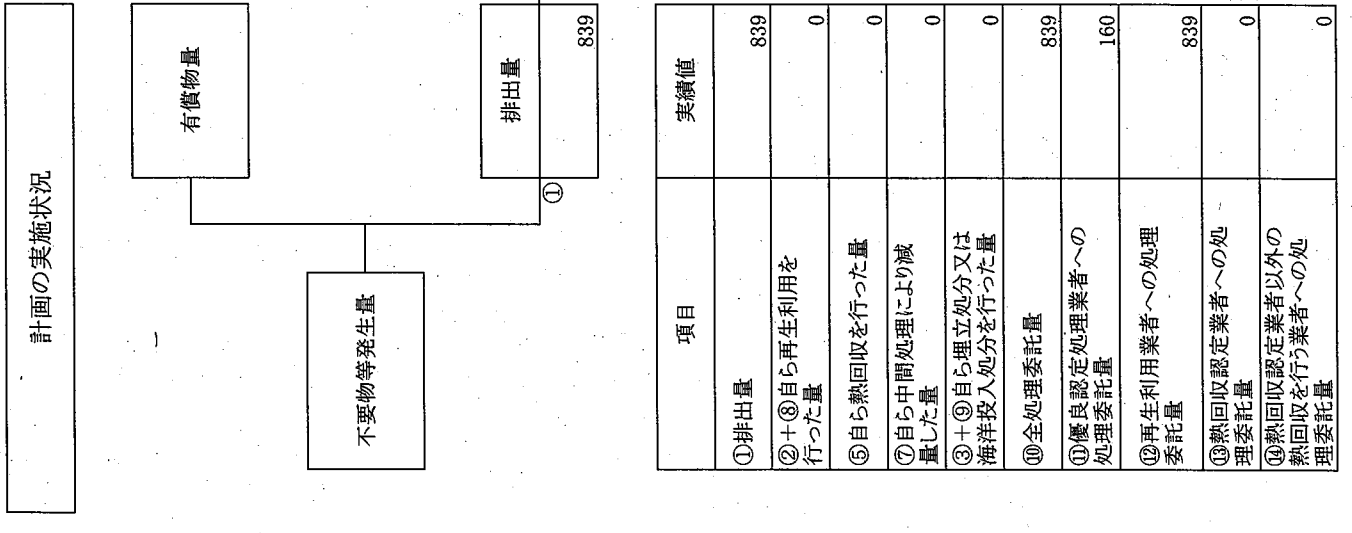 計画の実施状況
有償物量
不要物等発生量
排出量
①
839
項目
実績値
①排出量
839
②+⑧自ら再生利用を
行った量
0
⑤自ら熱回収を行った量
0
⑦自ら中間処理により減
量した量
0
③+⑨自ら埋立処分又は
海洋投入処分を行った量
0
⑩全処理委託量
839
⑪優良認定処理業者への
処理委託量
160
⑫再生利用業者への処理
委託量
839
⑬熱回収認定業者への処
理委託量
0
⑭熱回収認定業者以外の
熱回収を行う業者への処
理委託量
0